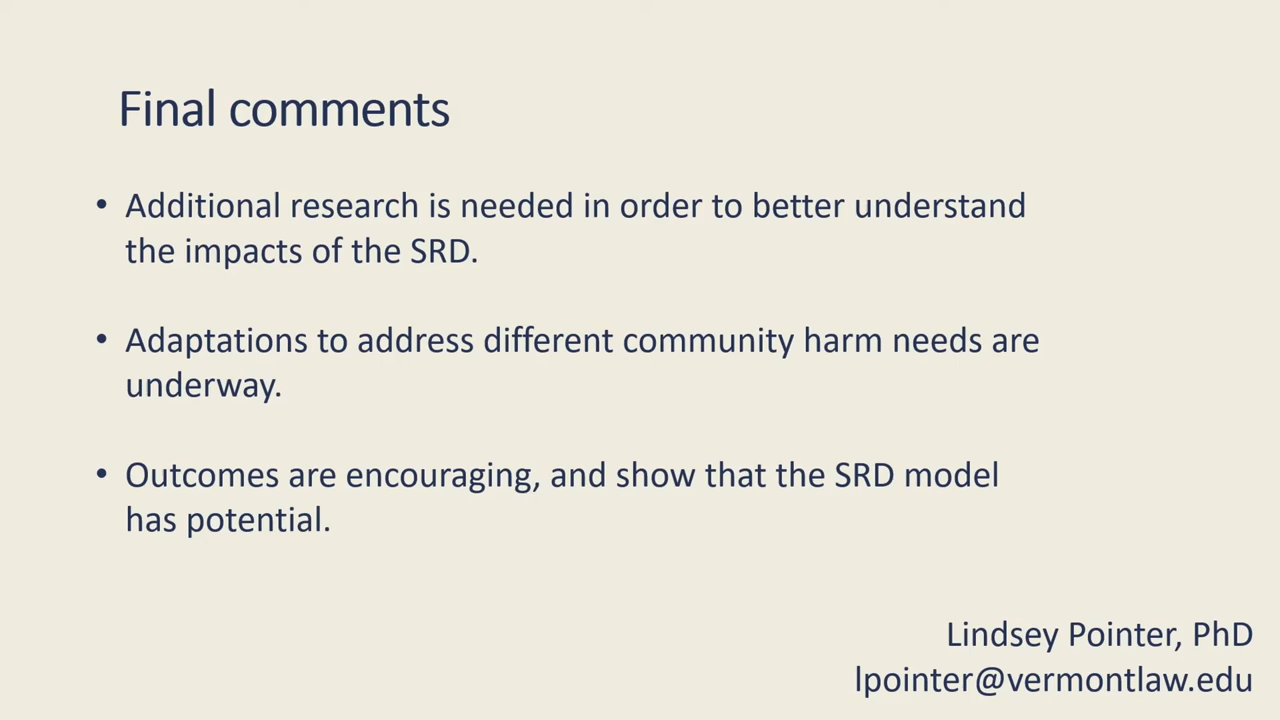 Final comments
• Additional research is needed in order to better understand
the impacts of the SRD.
• Adaptations to address different community harm needs are
underway.
• Outcomes are encouraging, and show that the SRD model
has potential.
Lindsey Pointer, PhD
lpointer@vermontlaw.edu